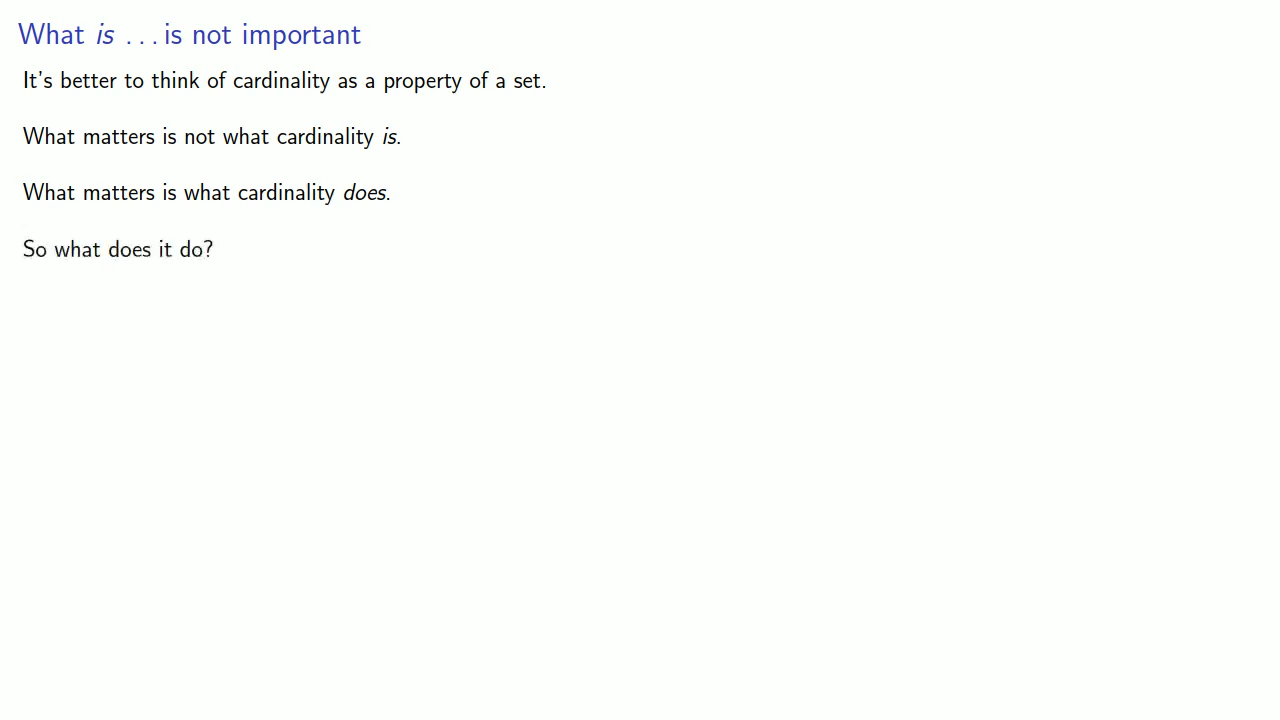 What is ... is not important
It's better to think of cardinality as a property of a set.
What matters is not what cardinality is.
What matters is what cardinality does.
So what does it do?